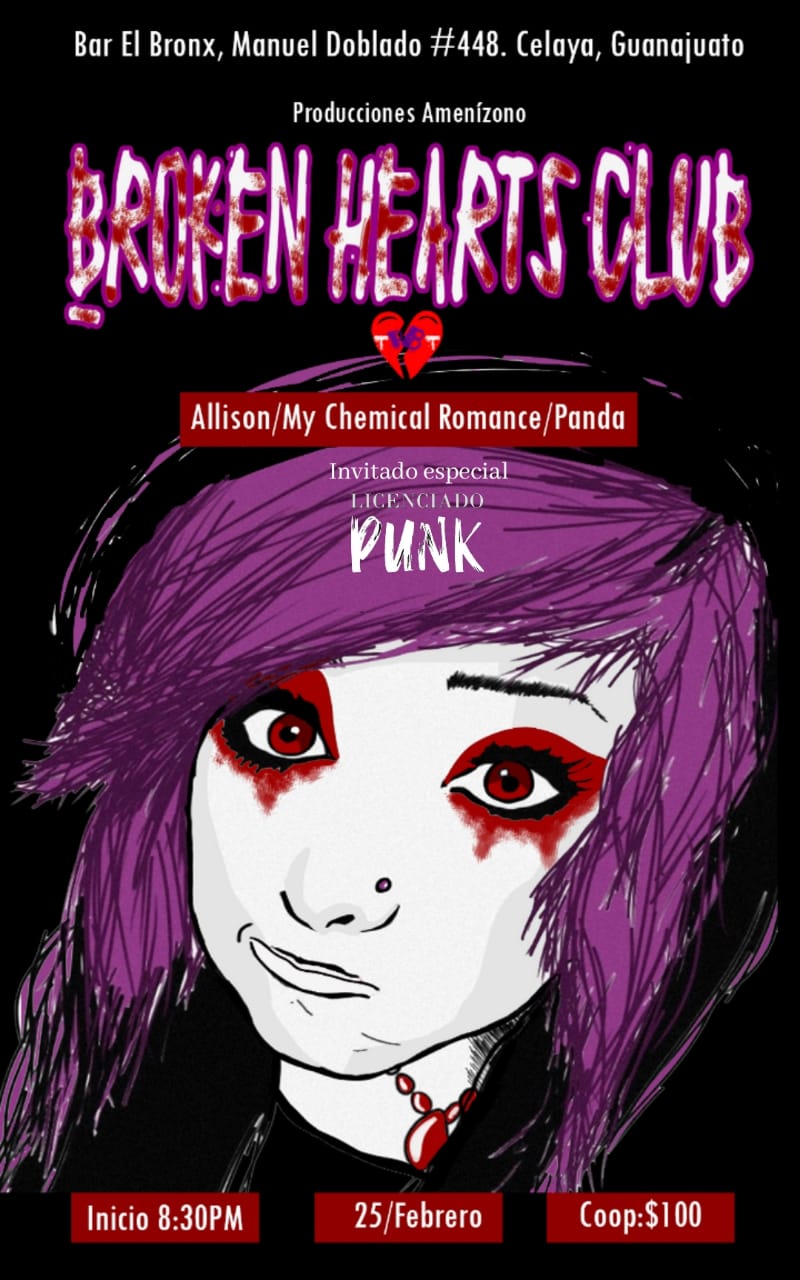 Bar El Bronx, Manuel Doblado #448. Celaya, Guanajuato
Producciones Amenízono
BROKEN HEARTS CLUB
Allison/My Chemical Romance/Panda
Invitado especial
LICENCIADO
PUNK
Inicio 8:30PM
25/Febrero
Coop:$100